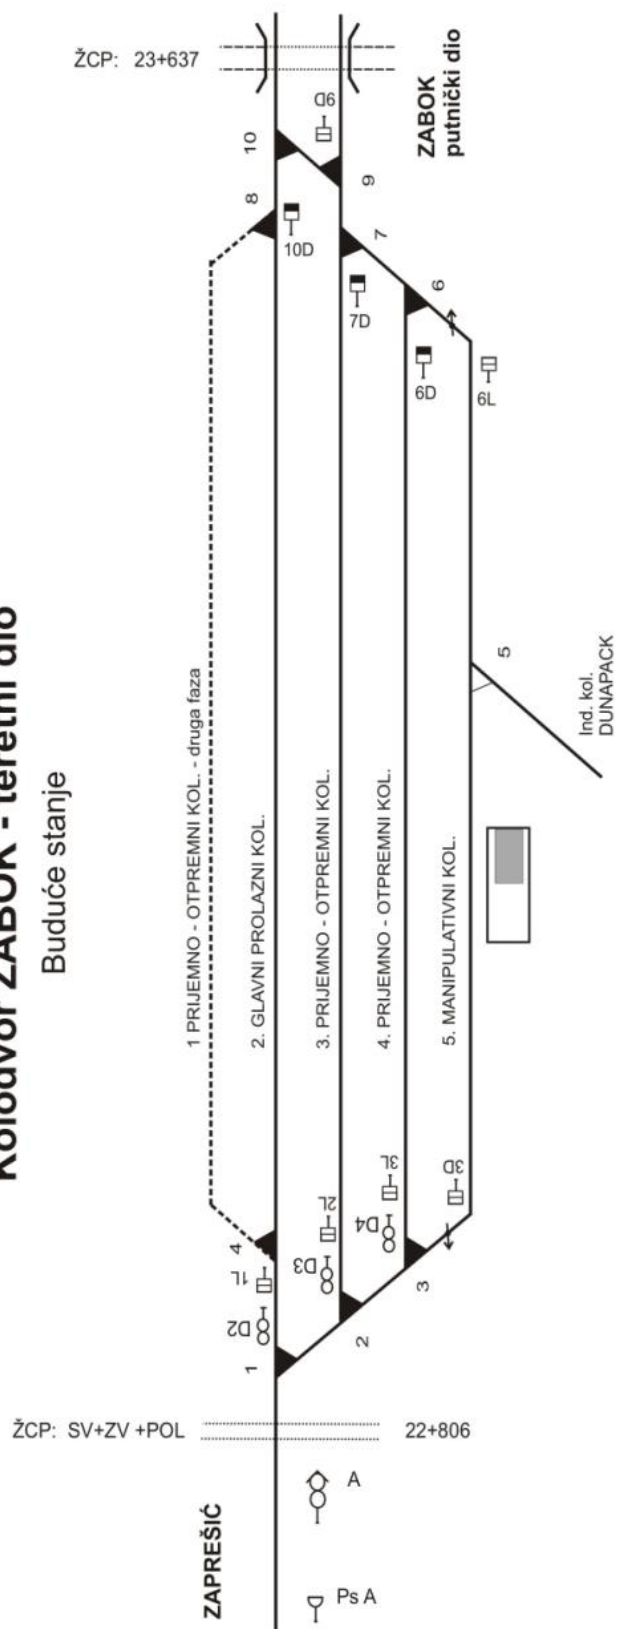 Kolodvor ZABOK - teretni dio
Buduće stanje
ŽCP: 23+637
ZABOK
putnički dio
9D
10
9
8
10D
7
7D
6
6D
6L
5
Ind. kol.
DUNAPACK
1 PRIJEMNO - OTPREMNI KOL. - druga faza
2. GLAVNI PROLAZNI KOL.
3. PRIJEMNO - OTPREMNI KOL.
4. PRIJEMNO - OTPREMNI KOL.
5. MANIPULATIVNI KOL.
4
1L
D2
2L
D3
3L
D4
3D
3
2
1
ŽCP: SV+ZV +POL
22+806
A
ZAPREŠIĆ
Ps A